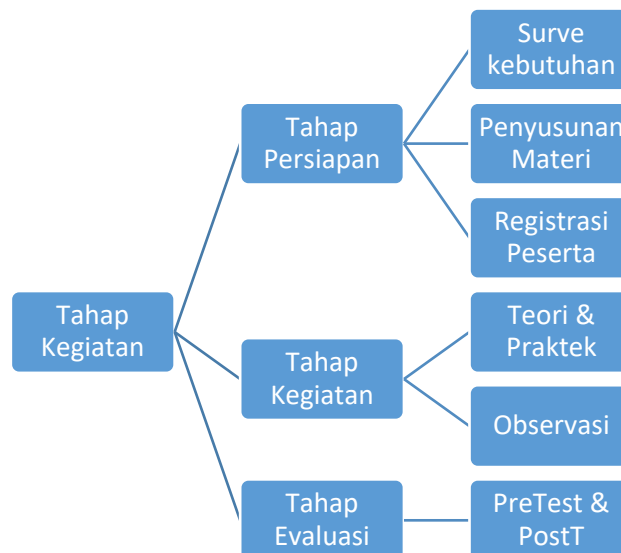 Tahap
Kegiatan
Tahap
Persiapan
Surve
kebutuhan
Penyusunan
Materi
Registrasi
Peserta
Tahap
Kegiatan
Teori &
Praktek
Observasi
Tahap
Evaluasi
PreTest &
PostT